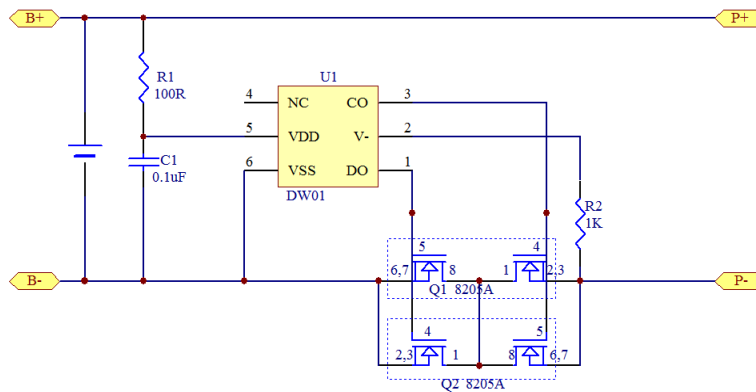 B+
P+
R1
100R
U1
4 NC CO 3
5 VDD V- 2
6 VSS DO 1
DW01
C1
0.1uF
R2
1K
5 4
6,7 8 1 2,3
Q1 8205A
B-
P-
4 5
2,3 1 8 6,7
Q2 8205A